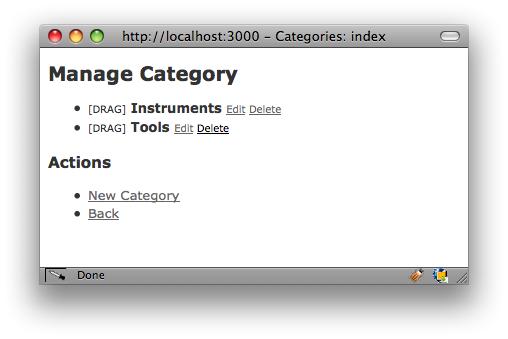 http://localhost:3000 – Categories: index
Manage Category
[DRAG] Instruments Edit Delete
[DRAG] Tools Edit Delete
Actions
New Category
Back
Done